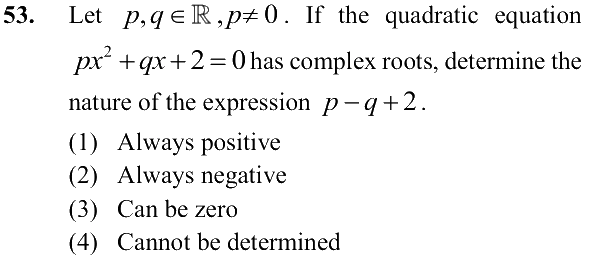 53. Let p, q ∈ ℝ, p ≠ 0. If the quadratic equation
px² + qx + 2 = 0 has complex roots, determine the
nature of the expression p − q + 2.
(1) Always positive
(2) Always negative
(3) Can be zero
(4) Cannot be determined